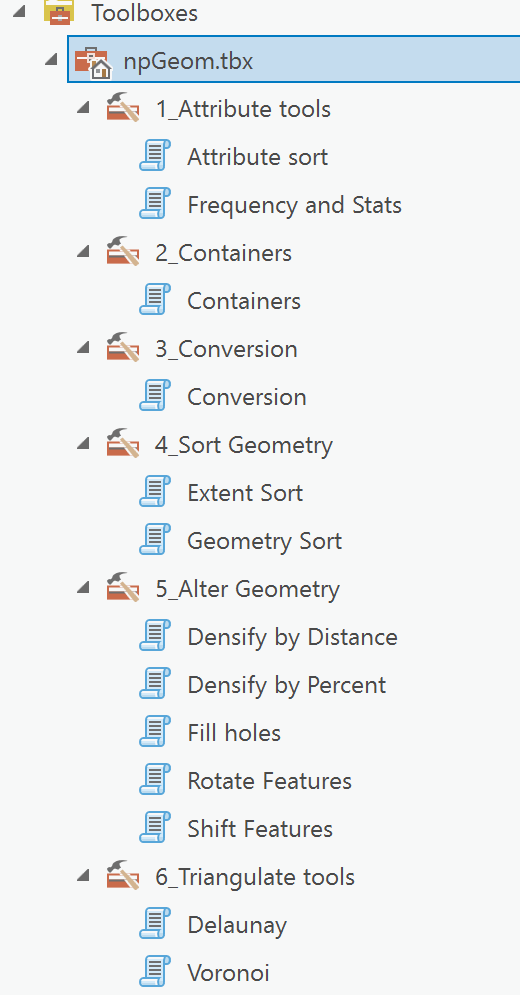 Toolboxes
npGeom.tbx
1_Attribute tools
Attribute sort
Frequency and Stats
2_Containers
Containers
3_Conversion
Conversion
4_Sort Geometry
Extent Sort
Geometry Sort
5_Alter Geometry
Densify by Distance
Densify by Percent
Fill holes
Rotate Features
Shift Features
6_Triangulate tools
Delaunay
Voronoi